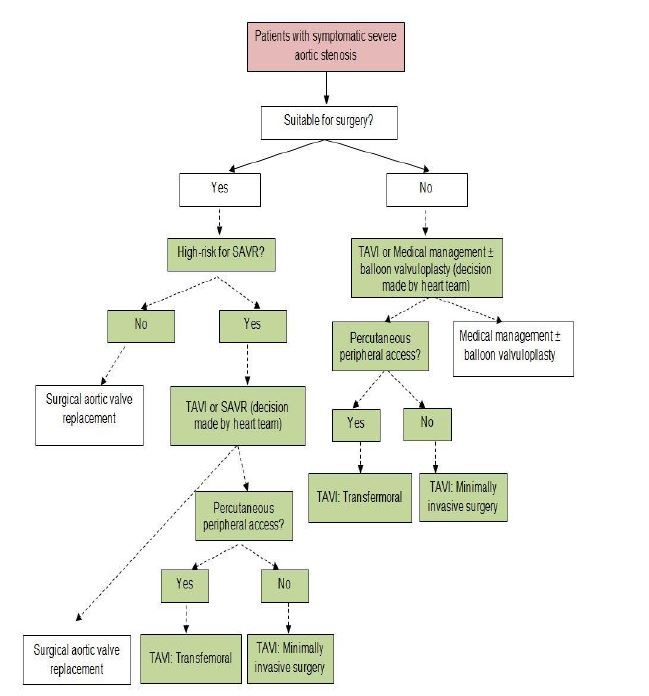 Patients with symptomatic severe
aortic stenosis
Suitable for surgery?
Yes
No
High-risk for SAVR?
TAVI or Medical management ±
balloon valvuloplasty (decision
made by heart team)
No
Yes
Percutaneous
peripheral access?
Medical management ±
balloon valvuloplasty
Surgical aortic valve
replacement
TAVI or SAVR (decision
made by heart team)
Yes
No
TAVI: Transfemoral
TAVI: Minimally
invasive surgery
Percutaneous
peripheral access?
Yes
No
Surgical aortic valve
replacement
TAVI: Transfemoral
TAVI: Minimally
invasive surgery